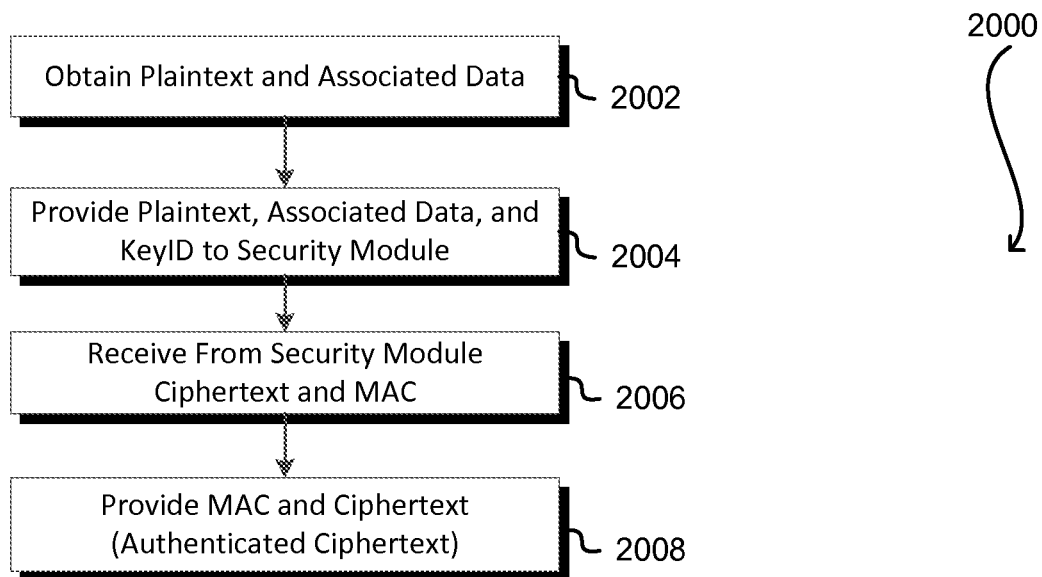 2000
Obtain Plaintext and Associated Data
2002
Provide Plaintext, Associated Data, and
KeyID to Security Module
2004
Receive From Security Module
Ciphertext and MAC
2006
Provide MAC and Ciphertext
(Authenticated Ciphertext)
2008